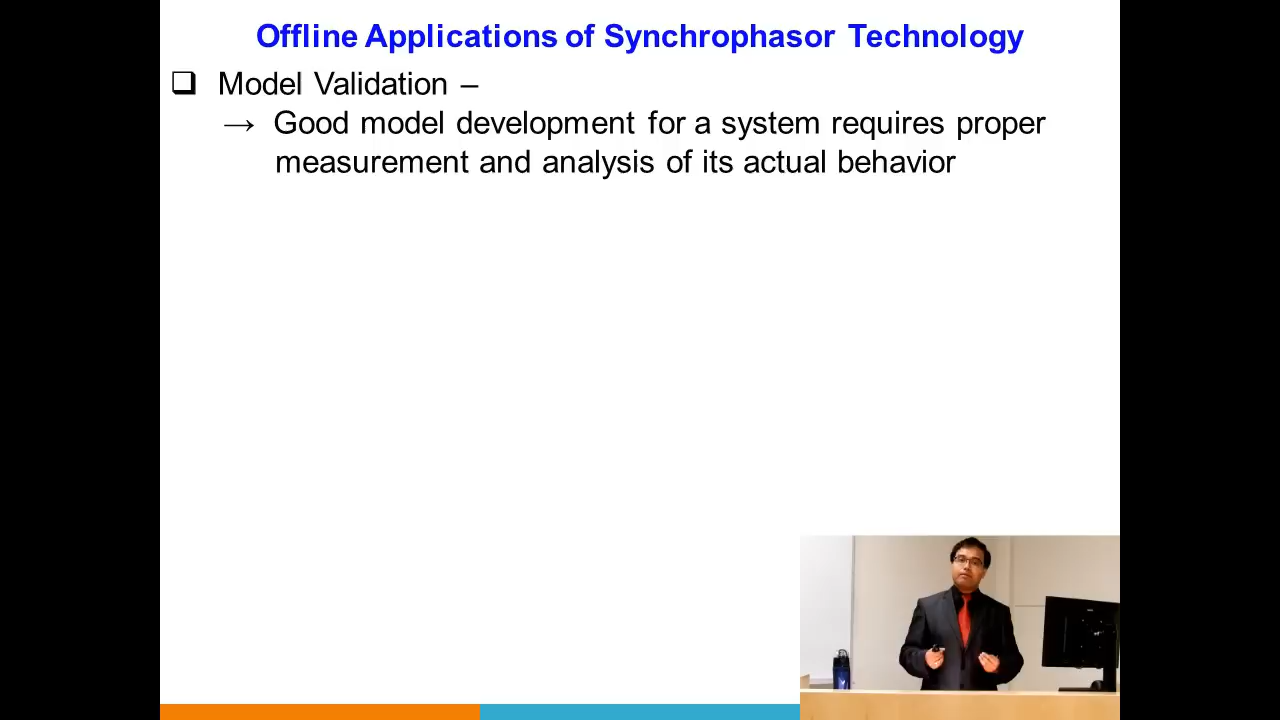 Offline Applications of Synchrophasor Technology
❑ Model Validation –
→ Good model development for a system requires proper
measurement and analysis of its actual behavior